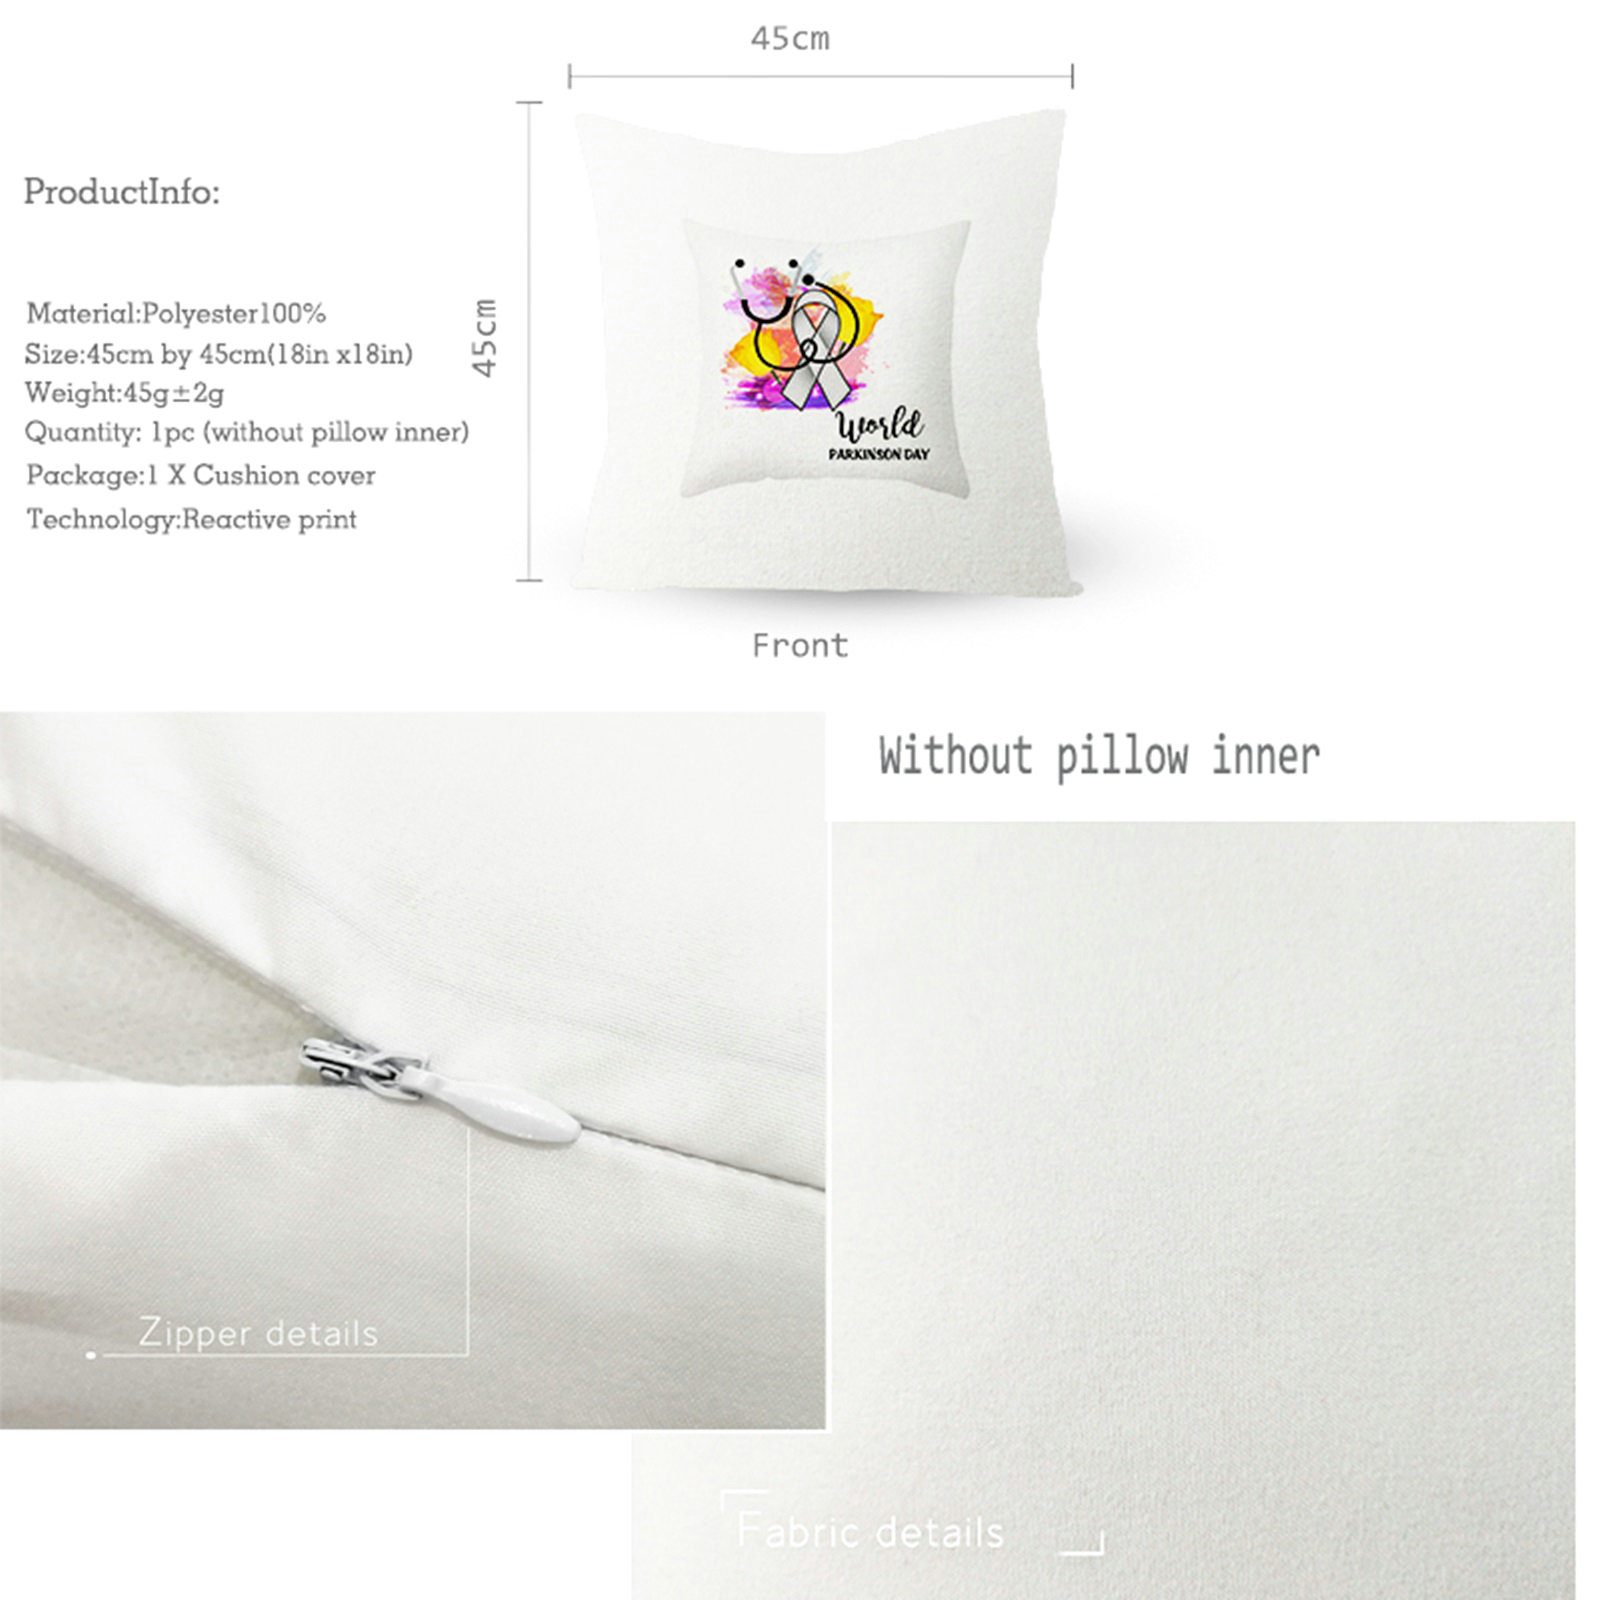 45cm
45cm
ProductInfo:
Material:Polyester100%
Size:45cm by 45cm(18in x18in)
Weight:45g±2g
Quantity: 1pc (without pillow inner)
Package:1 X Cushion cover
Technology:Reactive print
World
PARKINSON DAY
Front
Without pillow inner
Zipper details
Fabric details